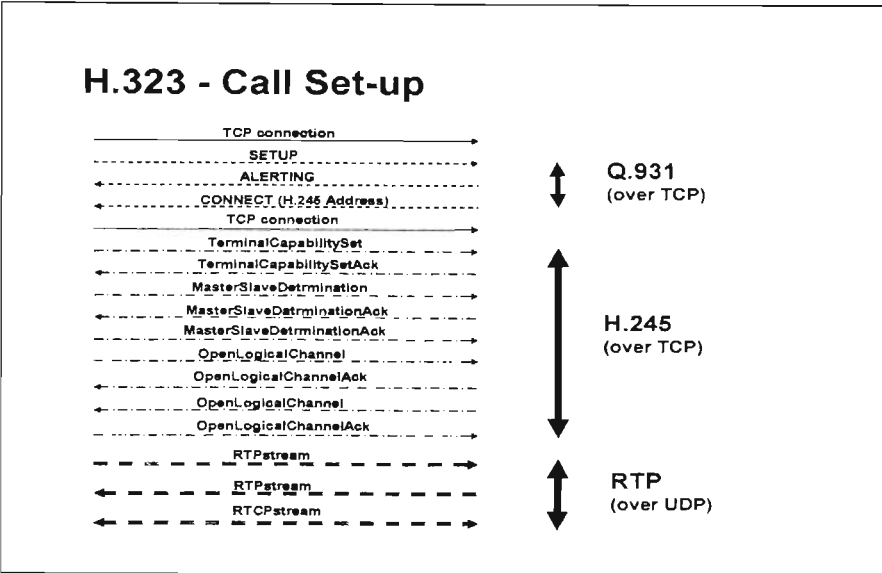 H.323 - Call Set-up
TCP connection
SETUP
ALERTING
CONNECT (H.245 Address)
TCP connection
TerminalCapabilitySet
TerminalCapabilitySetAck
MasterSlaveDetrmination
MasterSlaveDatrminationAck
MasterSlaveDetrminationAck
OpenLogicalChannel
OpenLogicalChannelAck
OpenLogicalChannel
OpenLogicalChannelAck
RTPstream
RTPstream
RTCPstream
Q.931
(over TCP)
H.245
(over TCP)
RTP
(over UDP)